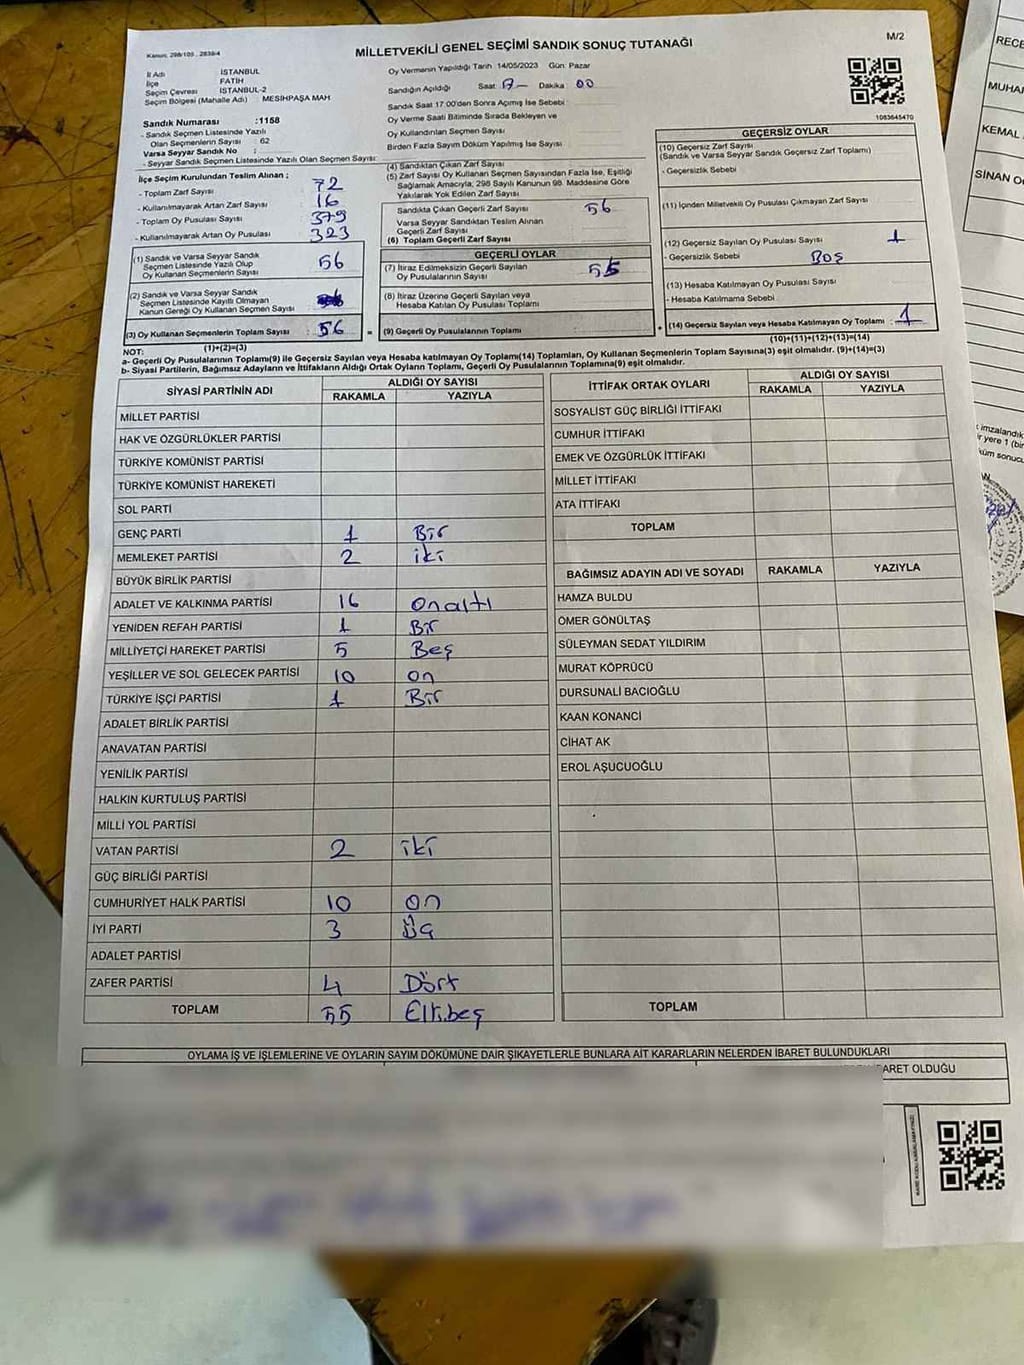 Kanun: 298/105 , 2839/4
MİLLETVEKİLİ GENEL SEÇİMİ SANDIK SONUÇ TUTANAĞI
M/2
İl Adı : İSTANBUL
İlçe : FATİH
Seçim Çevresi : İSTANBUL-2
Seçim Bölgesi (Mahalle Adı) : MESİHPAŞA MAH.
Sandık Numarası :1158
- Sandık Seçmen Listesinde Yazılı
Olan Seçmenlerin Sayısı : 62
Varsa Seyyar Sandık No :
- Seyyar Sandık Seçmen Listesinde Yazılı Olan Seçmen Sayısı:
Oy Vermenin Yapıldığı Tarih 14/05/2023 Gün: Pazar
Sandığın Açıldığı Saat 17- Dakika 00
Sandık Saat 17.00'den Sonra Açılmış İse Sebebi :
Oy Verme Saati Bitiminde Sırada Bekleyen ve
Oy Kullandırılan Seçmen Sayısı
Birden Fazla Sayım Döküm Yapılmış İse Sayısı
1083645470
İlçe Seçim Kurulundan Teslim Alınan ;
- Toplam Zarf Sayısı : 72
- Kullanılmayarak Artan Zarf Sayısı : 16
- Toplam Oy Pusulası Sayısı : 379
- Kullanılmayarak Artan Oy Pusulası : 323
(1) Sandık ve Varsa Seyyar Sandık
Seçmen Listesinde Yazılı Olup
Oy Kullanan Seçmenlerin Sayısı : 56
(2) Sandık ve Varsa Seyyar Sandık
Seçmen Listesinde Kayıtlı Olmayan
Kanun Gereği Oy Kullanan Seçmen Sayısı :
(3) Oy Kullanan Seçmenlerin Toplam Sayısı : 56
(1)+(2)=(3)
(4) Sandıktan Çıkan Zarf Sayısı
(5) Zarf Sayısı Oy Kullanan Seçmen Sayısından Fazla İse, Eşitliği
Sağlamak Amacıyla; 298 Sayılı Kanunun 98. Maddesine Göre
Yakılarak Yok Edilen Zarf Sayısı
Sandıkta Çıkan Geçerli Zarf Sayısı : 56
Varsa Seyyar Sandıktan Teslim Alınan
Geçerli Zarf Sayısı
(6) Toplam Geçerli Zarf Sayısı
GEÇERLİ OYLAR
(7) İtiraz Edilmeksizin Geçerli Sayılan
Oy Pusulalarının Sayısı : 55
(8) İtiraz Üzerine Geçerli Sayılan veya
Hesaba Katılan Oy Pusulası Toplamı
= (9) Geçerli Oy Pusulalarının Toplamı
GEÇERSİZ OYLAR
(10) Geçersiz Zarf Sayısı
(Sandık ve Varsa Seyyar Sandık Geçersiz Zarf Toplamı)
- Geçersizlik Sebebi
(11) İçinden Milletvekili Oy Pusulası Çıkmayan Zarf Sayısı
(12) Geçersiz Sayılan Oy Pusulası Sayısı : 1
- Geçersizlik Sebebi : Boş
(13) Hesaba Katılmayan Oy Pusulası Sayısı :
- Hesaba Katılmama Sebebi
+ (14) Geçersiz Sayılan veya Hesaba Katılmayan Oy Toplamı : 1
(10)+(11)+(12)+(13)=(14)
NOT:
a- Geçerli Oy Pusulalarının Toplamı(9) ile Geçersiz Sayılan veya Hesaba katılmayan Oy Toplamı(14) Toplamları, Oy Kullanan Seçmenlerin Toplam Sayısına(3) eşit olmalıdır. (9)+(14)=(3)
b- Siyasi Partilerin, Bağımsız Adayların ve İttifakların Aldığı Ortak Oyların Toplamı, Geçerli Oy Pusulalarının Toplamına(9) eşit olmalıdır.
SİYASİ PARTİNİN ADI ALDIĞI OY SAYISI
RAKAMLA YAZIYLA
MİLLET PARTİSİ
HAK VE ÖZGÜRLÜKLER PARTİSİ
TÜRKİYE KOMÜNİST PARTİSİ
TÜRKİYE KOMÜNİST HAREKETİ
SOL PARTİ
GENÇ PARTİ 1 Bir
MEMLEKET PARTİSİ 2 iki
BÜYÜK BİRLİK PARTİSİ
ADALET VE KALKINMA PARTİSİ 16 onaltı
YENİDEN REFAH PARTİSİ 1 Bir
MİLLİYETÇİ HAREKET PARTİSİ 5 Beş
YEŞİLLER VE SOL GELECEK PARTİSİ 10 on
TÜRKİYE İŞÇİ PARTİSİ 1 Bir
ADALET BİRLİK PARTİSİ
ANAVATAN PARTİSİ
YENİLİK PARTİSİ
HALKIN KURTULUŞ PARTİSİ
MİLLİ YOL PARTİSİ
VATAN PARTİSİ 2 iki
GÜÇ BİRLİĞİ PARTİSİ
CUMHURİYET HALK PARTİSİ 10 on
İYİ PARTİ 3 Üç
ADALET PARTİSİ
ZAFER PARTİSİ 4 Dört
TOPLAM 55 Elli.beş
İTTİFAK ORTAK OYLARI ALDIĞI OY SAYISI
RAKAMLA YAZIYLA
SOSYALİST GÜÇ BİRLİĞİ İTTİFAKI
CUMHUR İTTİFAKI
EMEK VE ÖZGÜRLÜK İTTİFAKI
MİLLET İTTİFAKI
ATA İTTİFAKI
TOPLAM
BAĞIMSIZ ADAYIN ADI VE SOYADI RAKAMLA YAZIYLA
HAMZA BULDU
ÖMER GÖNÜLTAŞ
SÜLEYMAN SEDAT YILDIRIM
MURAT KÖPRÜCÜ
DURSUNALİ BACIOĞLU
KAAN KONANCİ
CİHAT AK
EROL AŞUCUOĞLU
TOPLAM
OYLAMA İŞ VE İŞLEMLERİNE VE OYLARIN SAYIM DÖKÜMÜNE DAİR ŞİKAYETLERLE BUNLARA AİT KARARLARIN NELERDEN İBARET BULUNDUKLARI
ARET OLDUĞU
RECE
MUHAR
KEMAL
SİNAN O
imzalandık
yere 1 (bir
küm sonucu